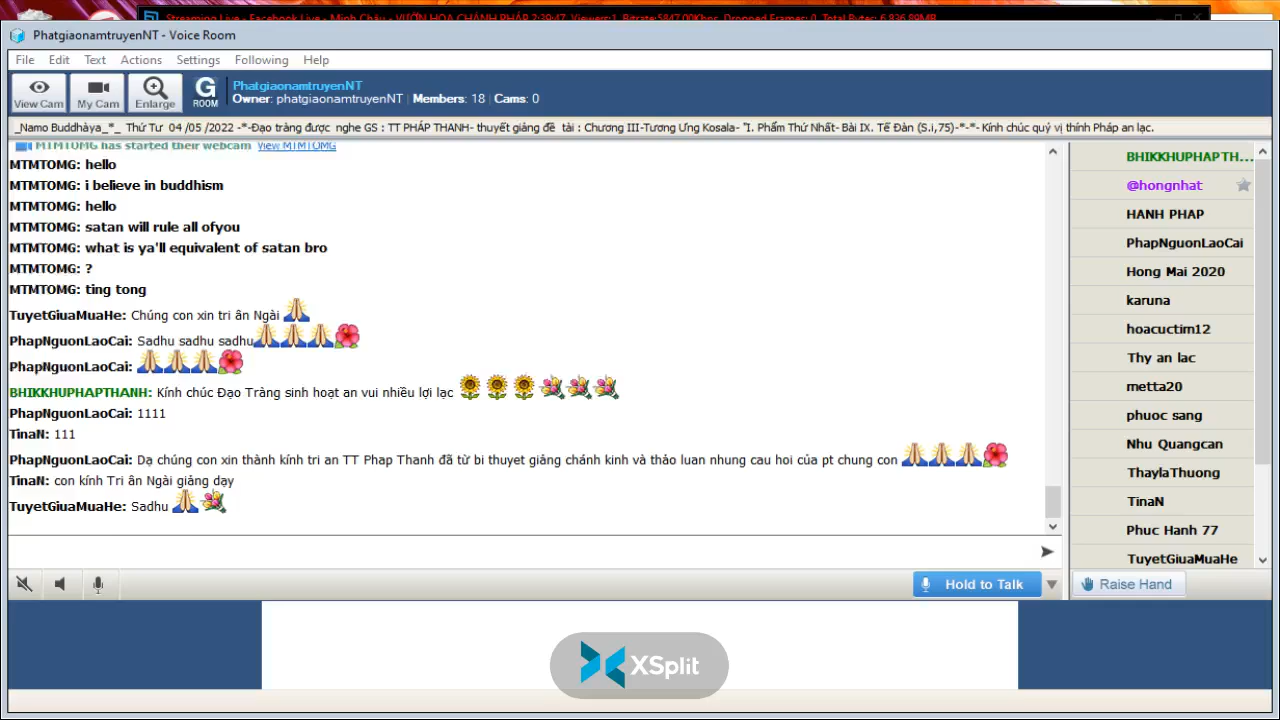 Streaming Live - Facebook Live - Minh Châu - VƯỜN HOA CHÁNH PHÁP 2:39:47, Viewers:1, Bitrate:5847.00Kbps, Dropped Frames: 0, Total Bytes: 6,836.89MB
PhatgiaonamtruyenNT - Voice Room
File Edit Text Actions Settings Following Help
View Cam
My Cam
Enlarge
G ROOM
PhatgiaonamtruyenNT
Owner: phatgiaonamtruyenNT | Members: 18 | Cams: 0
_Namo Buddhàya_*_ Thứ Tư 04 /05 /2022 -*-Đạo tràng được nghe GS : TT PHÁP THANH- thuyết giảng đề tài : Chương III-Tương Ưng Kosala- "I. Phẩm Thứ Nhất- Bài IX. Tế Đàn (S.i,75)-*-*- Kính chúc quý vị thính Pháp an lạc.
MTMTOMG has started their webcam View MTMTOMG
MTMTOMG: hello
MTMTOMG: i believe in buddhism
MTMTOMG: hello
MTMTOMG: satan will rule all ofyou
MTMTOMG: what is ya'll equivalent of satan bro
MTMTOMG: ?
MTMTOMG: ting tong
TuyetGiuaMuaHe: Chúng con xin tri ân Ngài
PhapNguonLaoCai: Sadhu sadhu sadhu
PhapNguonLaoCai:
BHIKKHUPHAPTHANH: Kính chúc Đạo Tràng sinh hoạt an vui nhiều lợi lạc
PhapNguonLaoCai: 1111
TinaN: 111
PhapNguonLaoCai: Dạ chúng con xin thành kính tri an TT Phap Thanh đã từ bi thuyet giảng chánh kinh và thảo luan nhung cau hoi của pt chung con
TinaN: con kính Tri ân Ngài giảng dạy
TuyetGiuaMuaHe: Sadhu
Hold to Talk
BHIKKHUPHAPTH...
@hongnhat
HANH PHAP
PhapNguonLaoCai
Hong Mai 2020
karuna
hoacuctim12
Thy an lac
metta20
phuoc sang
Nhu Quangcan
ThaylaThuong
TinaN
Phuc Hanh 77
TuyetGiuaMuaHe
Raise Hand
XSplit